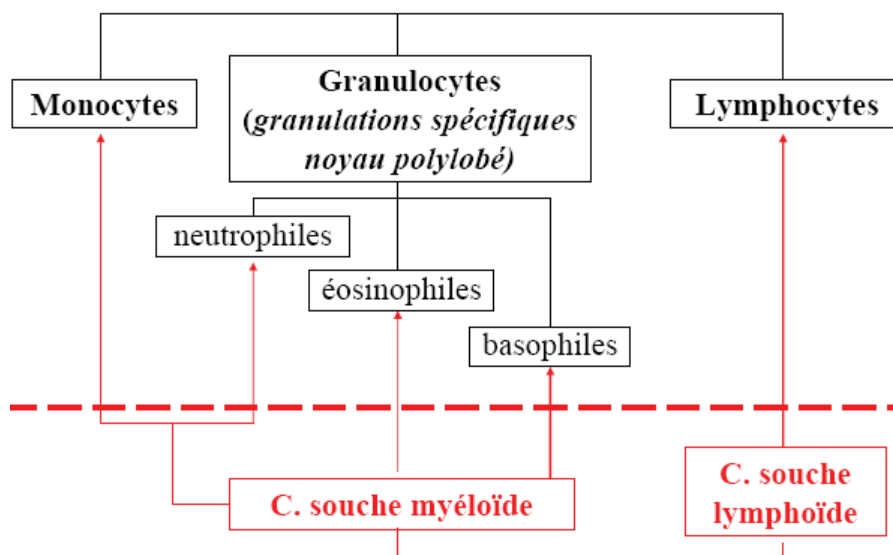 Monocytes
Granulocytes
(granulations spécifiques
noyau polylobé)
Lymphocytes
neutrophiles
éosinophiles
basophiles
C. souche myéloïde
C. souche
lymphoïde